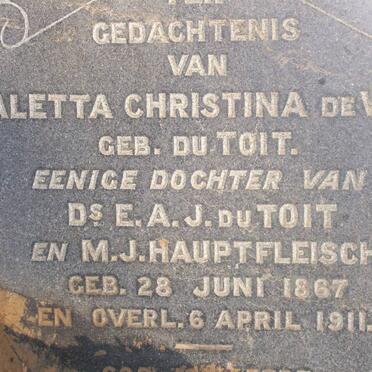 TER
GEDACHTENIS
VAN
ALETTA CHRISTINA DE
GEB. DU TOIT.
EENIGE DOCHTER VAN
DS E. A. J. DU TOIT
EN M. J. HAUPTFLEISCH
GEB. 28 JUNI 1867
EN OVERL. 6 APRIL 1911.